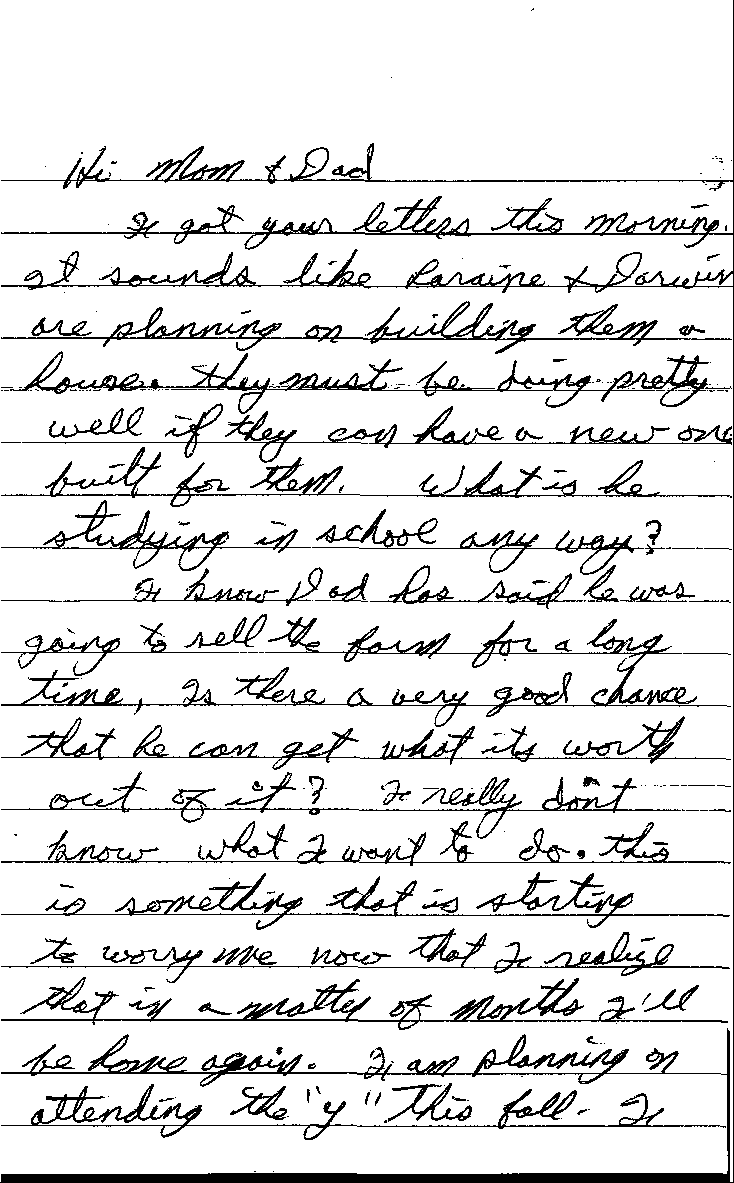 Hi Mom & Dad
I got your letters this morning.
It sounds like Laraine & Darwin
are planning on building them a
house. they must be doing pretty
well if they can have a new one
built for them. What is he
studying in school any way?
I know Dad has said he was
going to sell the farm for a long
time, Is there a very good chance
that he can get what its worth
out of it? I really don't
know what I want to do. this
is something that is starting
to worry me now that I realize
that in a matter of months I'll
be home again. I am planning on
attending the "y" This fall - I